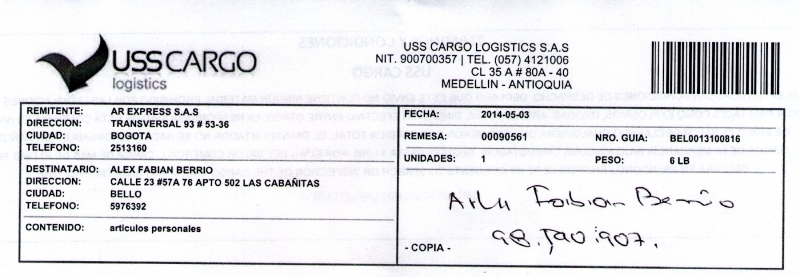 USS CARGO
logistics
USS CARGO LOGISTICS S.A.S
NIT. 900700357 | TEL. (057) 4121006
CL 35 A # 80A - 40
MEDELLIN - ANTIOQUIA
REMITENTE: AR EXPRESS S.A.S
DIRECCION: TRANSVERSAL 93 # 53-36
CIUDAD: BOGOTA
TELEFONO: 2513160
DESTINATARIO: ALEX FABIAN BERRIO
DIRECCION: CALLE 23 #57A 76 APTO 502 LAS CABAÑITAS
CIUDAD: BELLO
TELEFONO: 5976392
CONTENIDO: articulos personales
FECHA: 2014-05-03
REMESA: 00090561 NRO. GUIA: BEL0013100816
UNIDADES: 1 PESO: 6 LB
Fabian Berrio
98.
- COPIA -